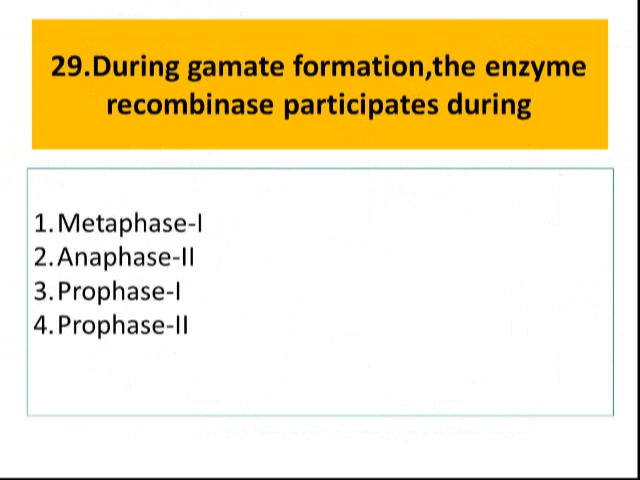 29.During gamate formation,the enzyme
recombinase participates during
1.Metaphase-I
2.Anaphase-II
3.Prophase-I
4.Prophase-II